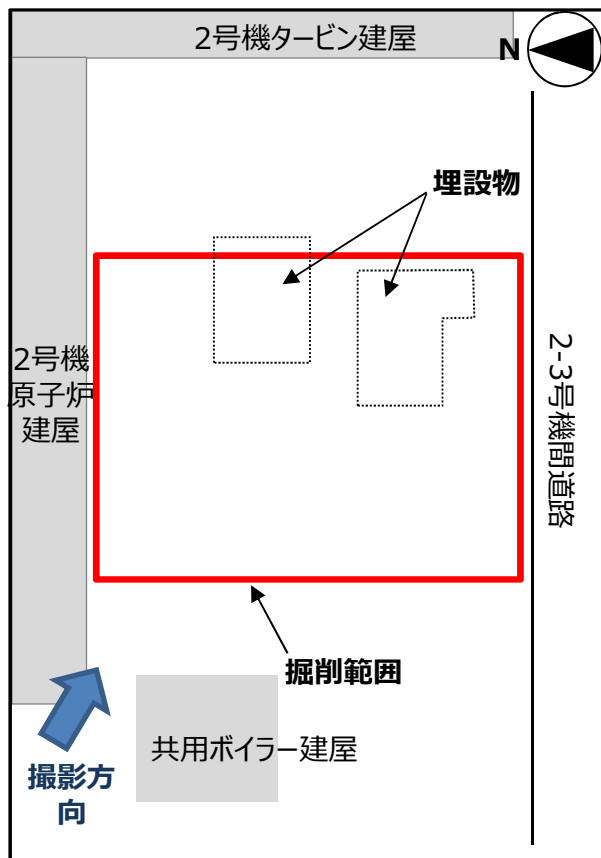 2号機タービン建屋
N
埋設物
2号機
原子炉
建屋
2-3号機間道路
掘削範囲
共用ボイラー建屋
撮影方
向